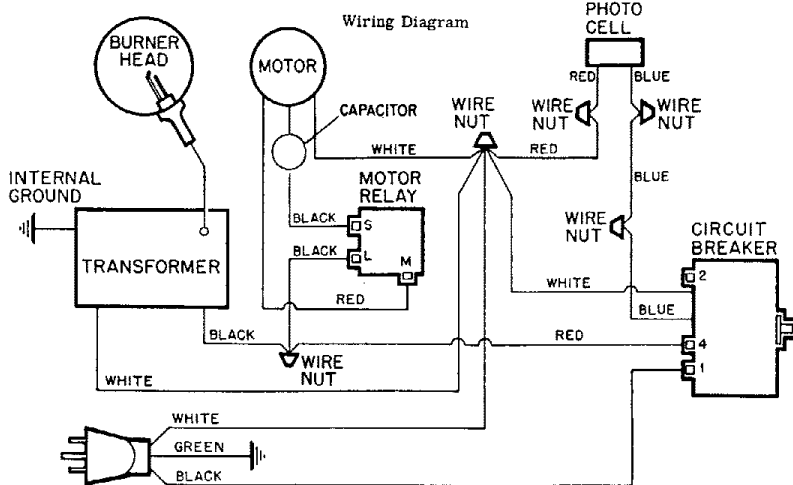 Wiring Diagram
PHOTO
CELL
BURNER
HEAD
MOTOR
RED
BLUE
CAPACITOR
WIRE
NUT
WIRE
NUT
WIRE
NUT
WHITE
RED
INTERNAL
GROUND
MOTOR
RELAY
BLUE
BLACK
S
WIRE
NUT
CIRCUIT
BREAKER
BLACK
L
M
TRANSFORMER
2
WHITE
RED
BLUE
BLACK
RED
4
WIRE
NUT
1
WHITE
WHITE
GREEN
BLACK